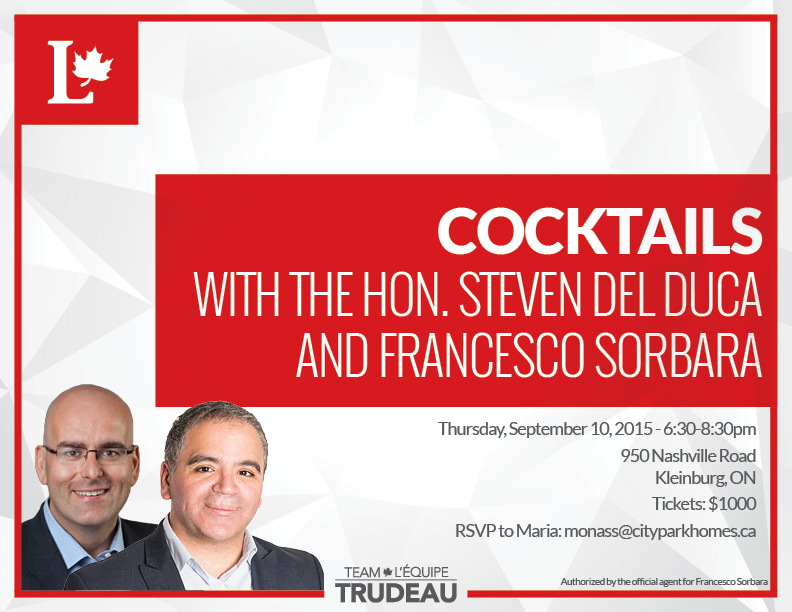 L
COCKTAILS
WITH THE HON. STEVEN DEL DUCA
AND FRANCESCO SORBARA
Thursday, September 10, 2015 - 6:30-8:30pm
950 Nashville Road
Kleinburg, ON
Tickets: $1000
RSVP to Maria: monass@cityparkhomes.ca
TEAM L'ÉQUIPE
TRUDEAU
Authorized by the official agent for Francesco Sorbara